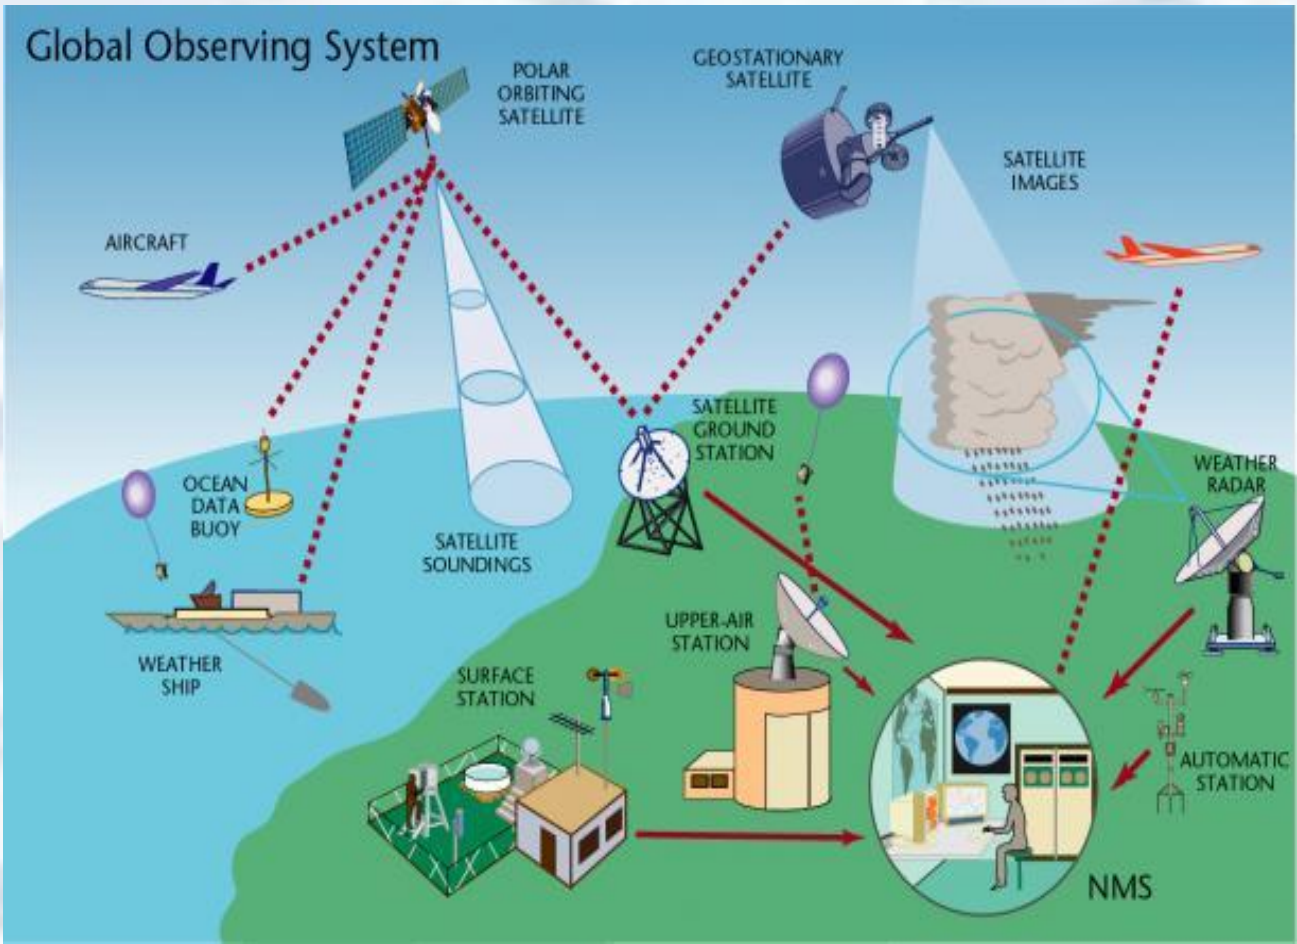 Global Observing System
POLAR
ORBITING
SATELLITE
GEOSTATIONARY
SATELLITE
SATELLITE
IMAGES
AIRCRAFT
SATELLITE
GROUND
STATION
WEATHER
RADAR
OCEAN
DATA
BUOY
SATELLITE
SOUNDINGS
UPPER-AIR
STATION
WEATHER
SHIP
SURFACE
STATION
AUTOMATIC
STATION
NMS